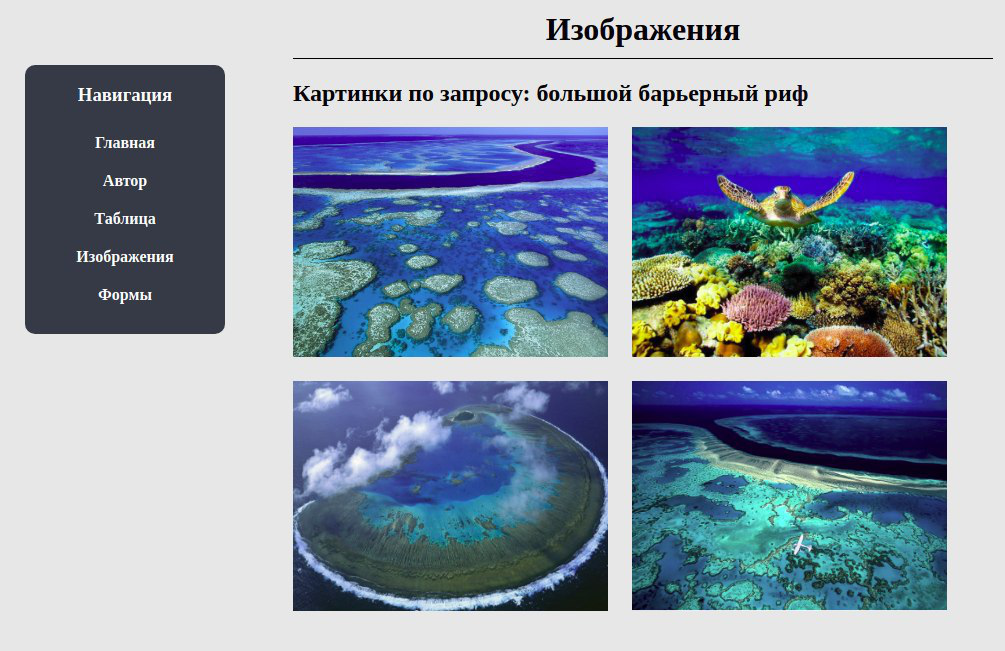 Изображения
Навигация
Главная
Автор
Таблица
Изображения
Формы
Картинки по запросу: большой барьерный риф